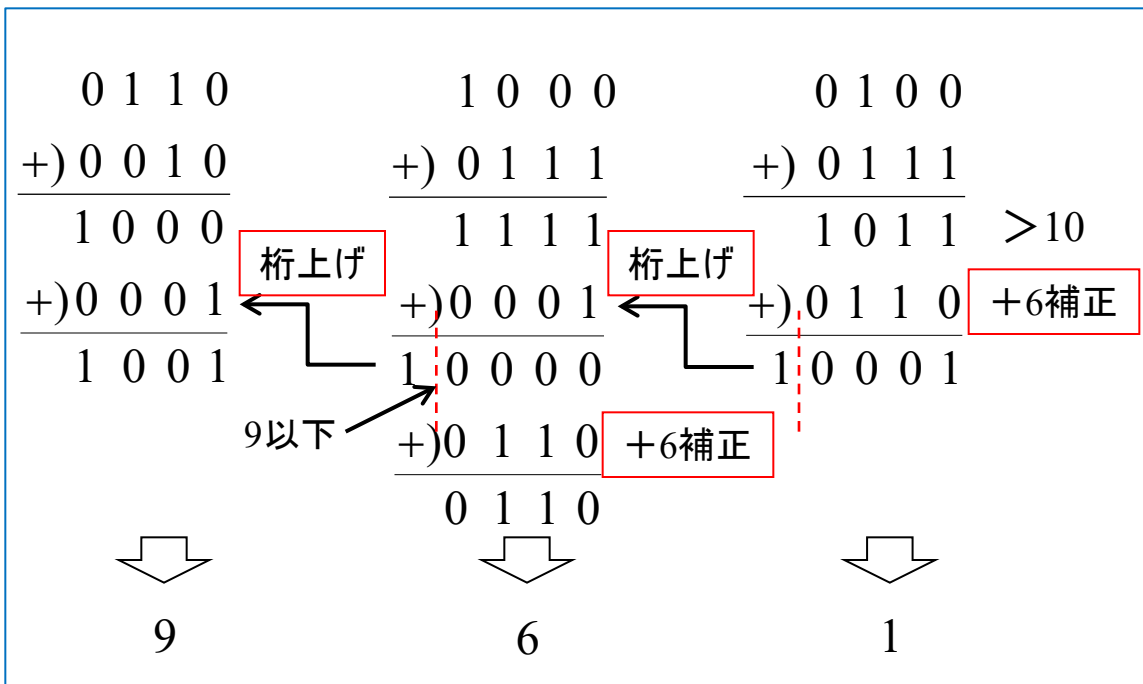 0 1 1 0 1 0 0 0 0 1 0 0
+) 0 0 1 0 +) 0 1 1 1 +) 0 1 1 1
1 0 0 0 1 1 1 1 1 0 1 1 ＞10
桁上げ 桁上げ
+)0 0 0 1 +)0 0 0 1 +)0 1 1 0 ＋6補正
1 0 0 1 1 0 0 0 0 1 0 0 0 1
9以下 +)0 1 1 0 ＋6補正
0 1 1 0
9 6 1